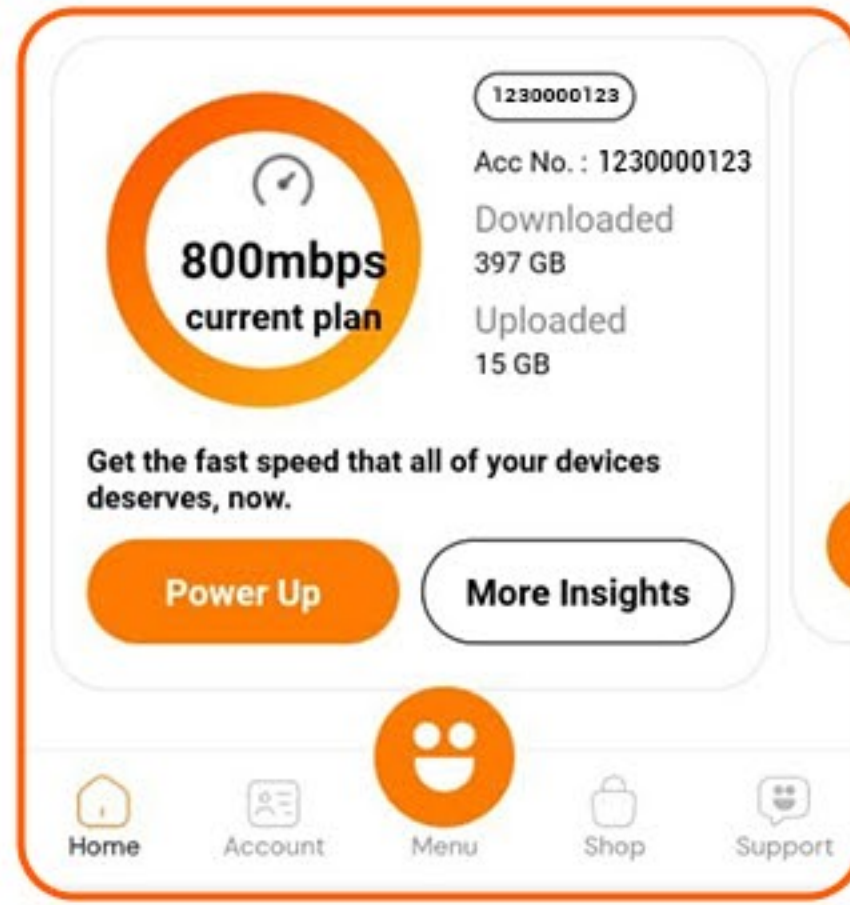 800mbps
current plan
1230000123
Acc No. : 1230000123
Downloaded
397 GB
Uploaded
15 GB
Get the fast speed that all of your devices
deserves, now.
Power Up
More Insights
Home
Account
Menu
Shop
Support